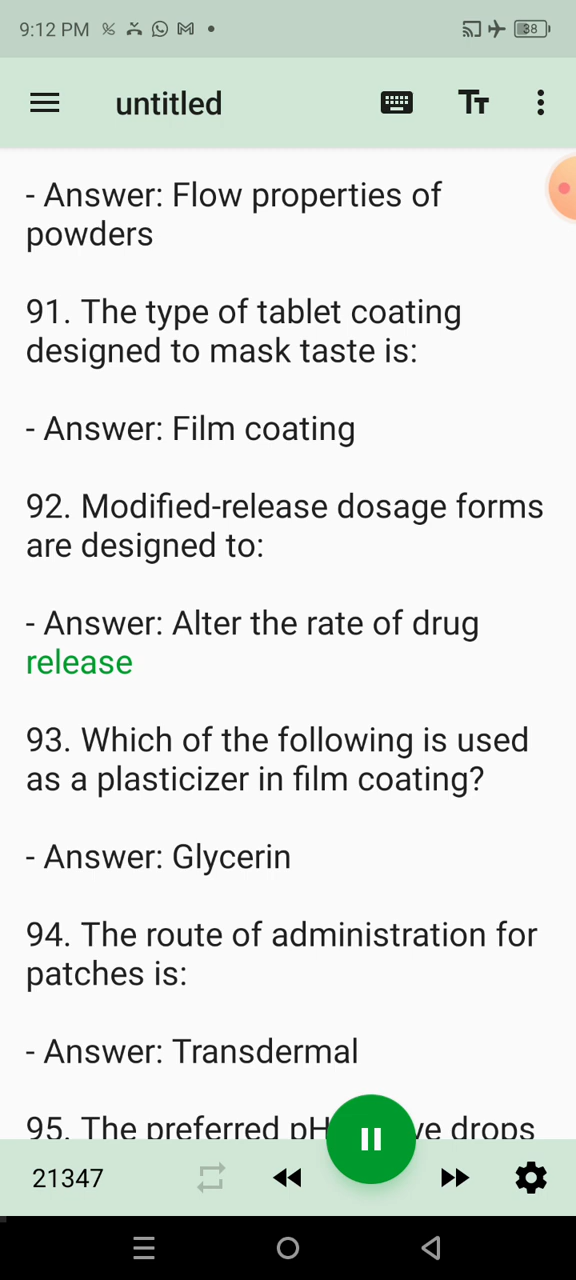 9:12 PM
38
untitled
- Answer: Flow properties of
powders
91. The type of tablet coating
designed to mask taste is:
- Answer: Film coating
92. Modified-release dosage forms
are designed to:
- Answer: Alter the rate of drug
release
93. Which of the following is used
as a plasticizer in film coating?
- Answer: Glycerin
94. The route of administration for
patches is:
- Answer: Transdermal
95. The preferred pH ve drops
21347